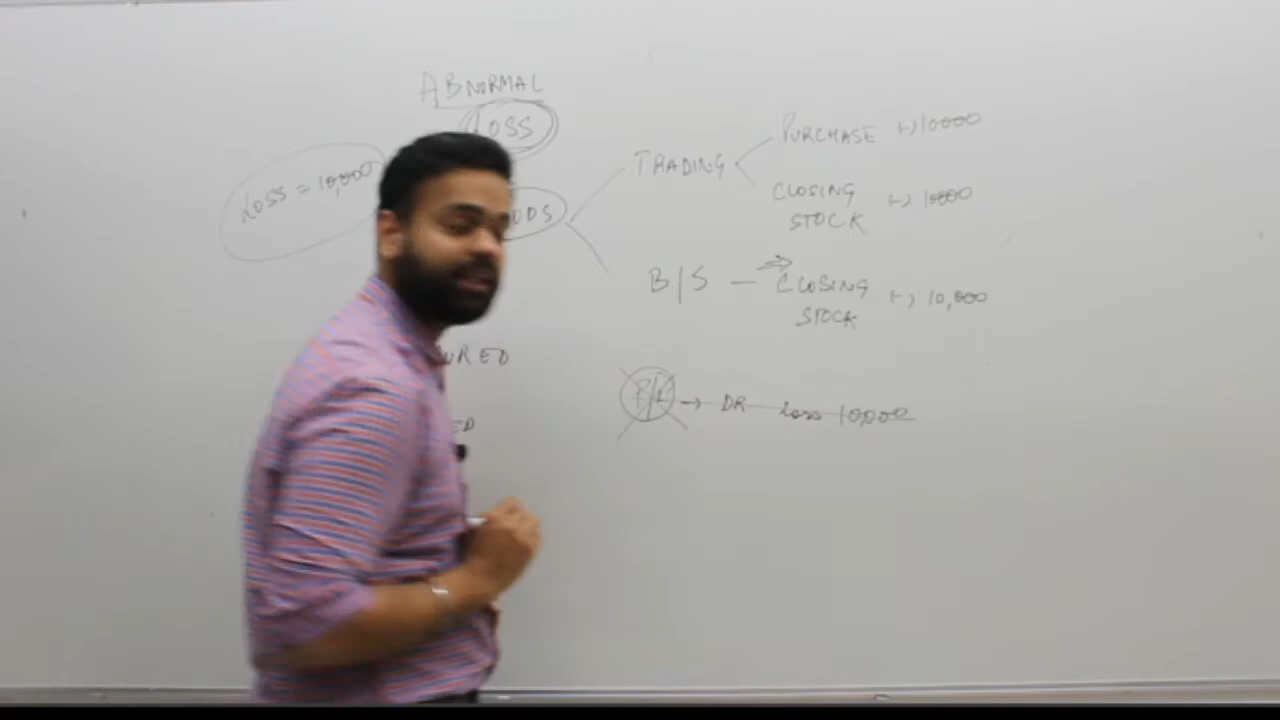 ABNORMAL
LOSS
LOSS = 10,000
TRADING
PURCHASE (-) 10000
CLOSING
STOCK (-) 10000
B/S — CLOSING
STOCK (-) 10,000
DR Loss 10,000